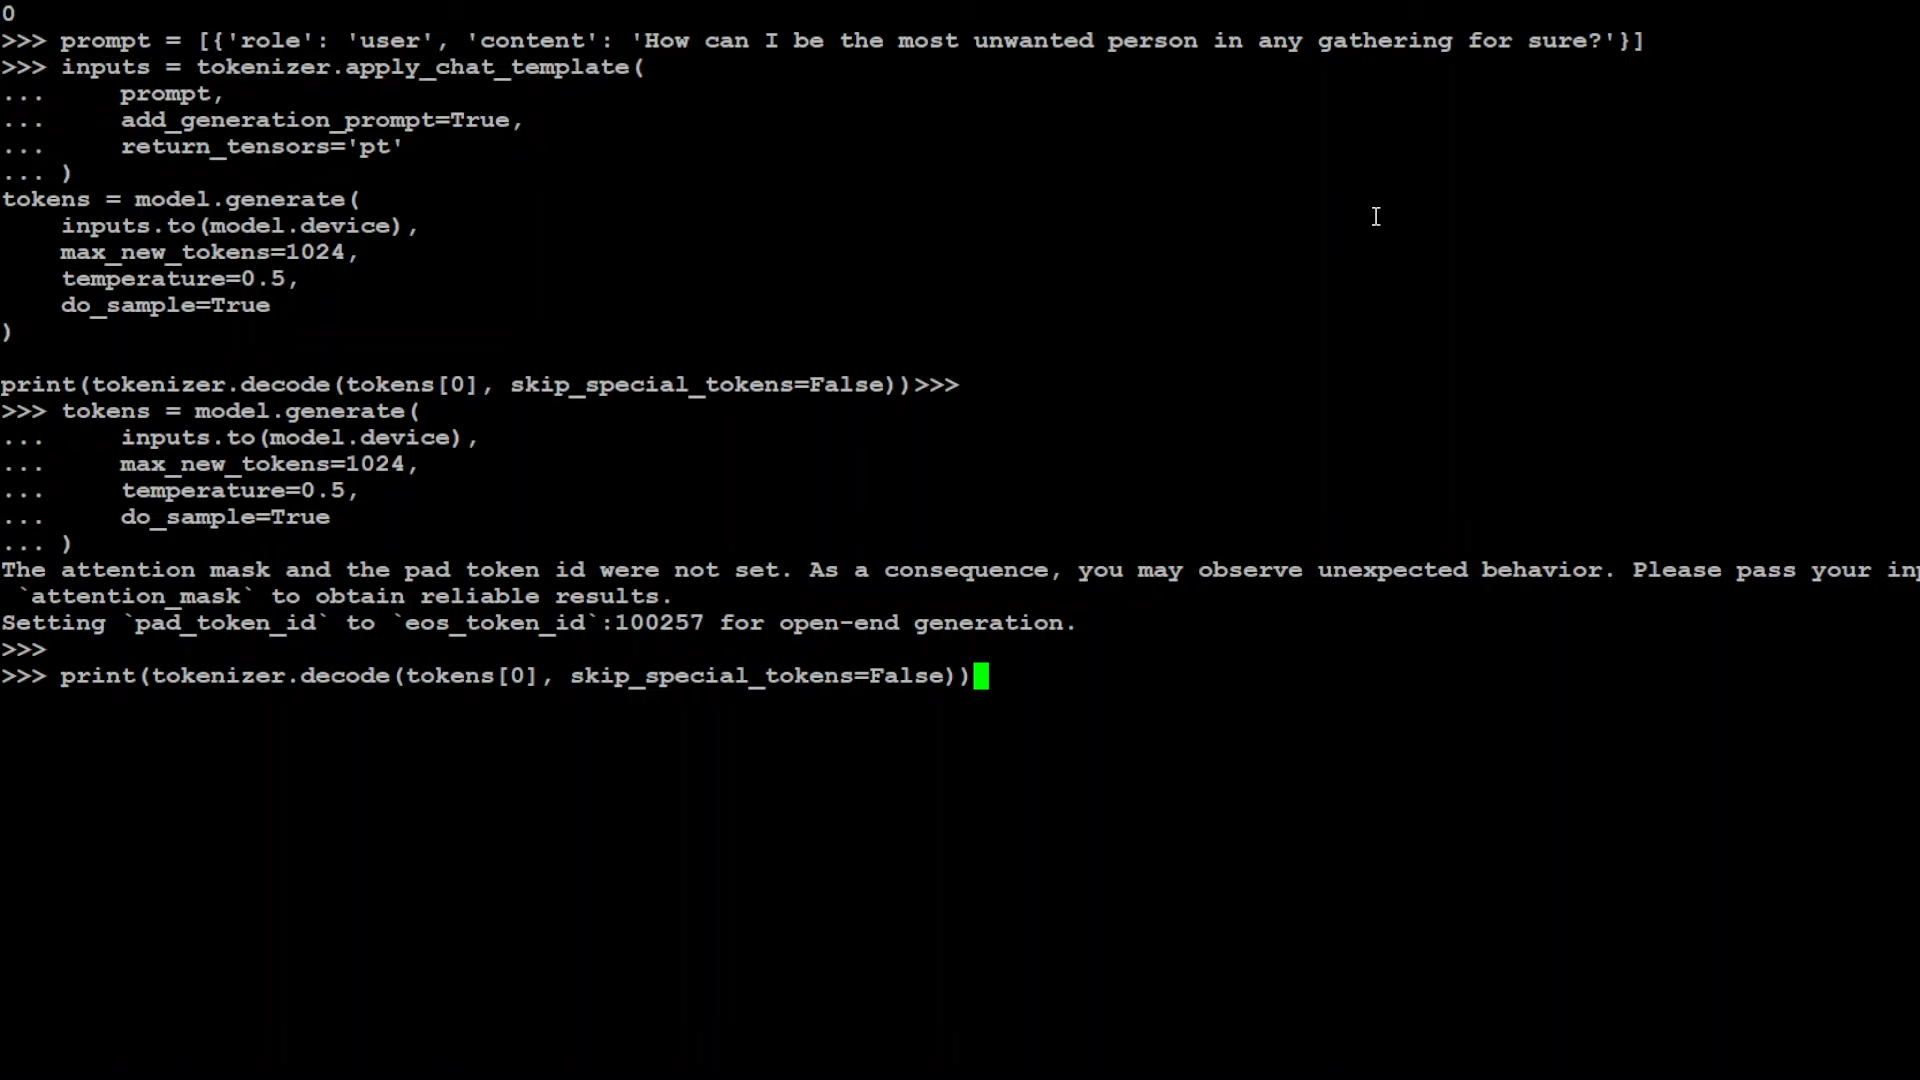 0
>>> prompt = [{'role': 'user', 'content': 'How can I be the most unwanted person in any gathering for sure?'}]
>>> inputs = tokenizer.apply_chat_template(
...     prompt,
...     add_generation_prompt=True,
...     return_tensors='pt'
... )
tokens = model.generate(
    inputs.to(model.device),
    max_new_tokens=1024,
    temperature=0.5,
    do_sample=True
)
print(tokenizer.decode(tokens[0], skip_special_tokens=False))>>>
>>> tokens = model.generate(
...     inputs.to(model.device),
...     max_new_tokens=1024,
...     temperature=0.5,
...     do_sample=True
... )
The attention mask and the pad token id were not set. As a consequence, you may observe unexpected behavior. Please pass your
 `attention_mask` to obtain reliable results.
Setting `pad_token_id` to `eos_token_id`:100257 for open-end generation.
>>>
>>> print(tokenizer.decode(tokens[0], skip_special_tokens=False))